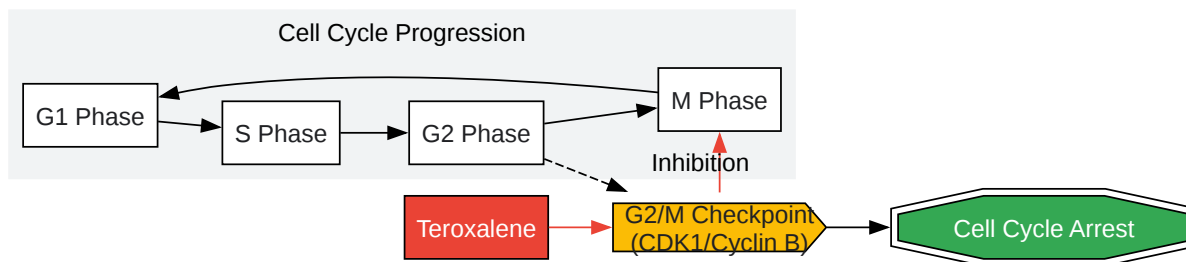 Cell Cycle Progression
G1 Phase
S Phase
G2 Phase
M Phase
Inhibition
Teroxalene
G2/M Checkpoint
(CDK1/Cyclin B)
Cell Cycle Arrest